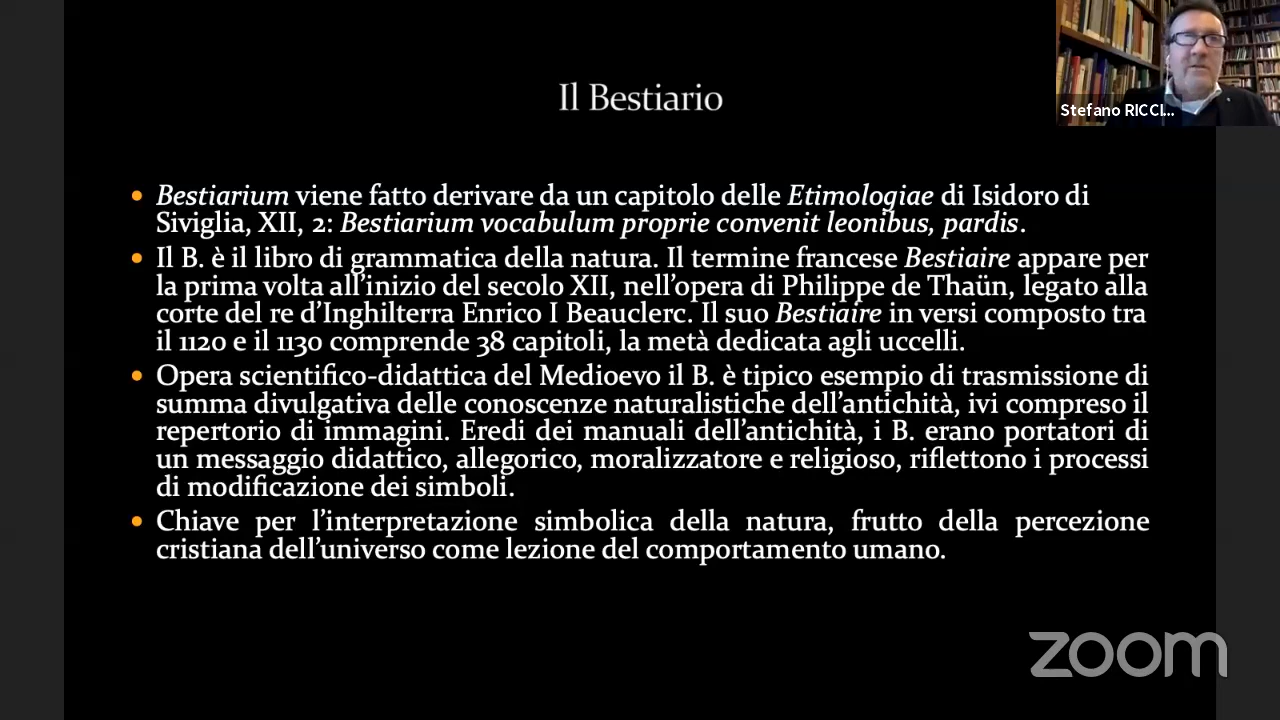 Il Bestiario
Stefano RICCI...
• Bestiarium viene fatto derivare da un capitolo delle Etimologiae di Isidoro di
Siviglia, XII, 2: Bestiarium vocabulum proprie convenit leonibus, pardis.
• Il B. è il libro di grammatica della natura. Il termine francese Bestiaire appare per
la prima volta all'inizio del secolo XII, nell'opera di Philippe de Thaün, legato alla
corte del re d'Inghilterra Enrico I Beauclerc. Il suo Bestiaire in versi composto tra
il 1120 e il 1130 comprende 38 capitoli, la metà dedicata agli uccelli.
• Opera scientifico-didattica del Medioevo il B. è tipico esempio di trasmissione di
summa divulgativa delle conoscenze naturalistiche dell'antichità, ivi compreso il
repertorio di immagini. Eredi dei manuali dell'antichità, i B. erano portatori di
un messaggio didattico, allegorico, moralizzatore e religioso, riflettono i processi
di modificazione dei simboli.
• Chiave per l'interpretazione simbolica della natura, frutto della percezione
cristiana dell'universo come lezione del comportamento umano.
zoom